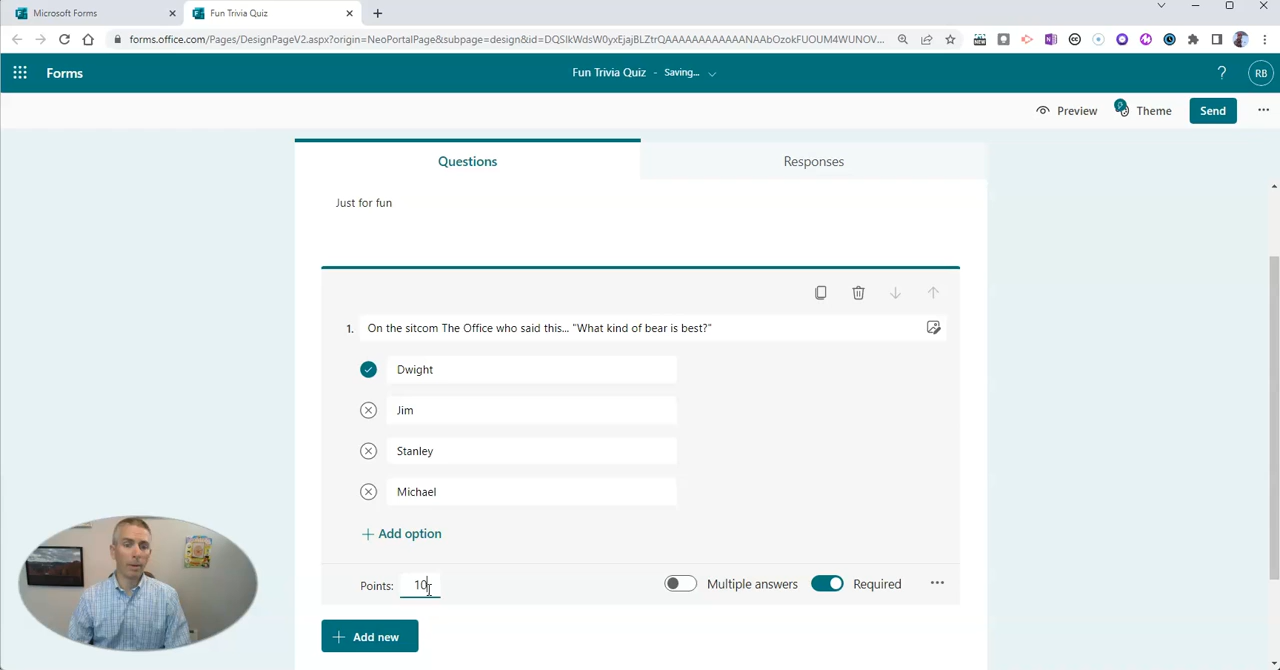 Microsoft Forms
Fun Trivia Quiz
forms.office.com/Pages/DesignPageV2.aspx?origin=NeoPortalPage&subpage=design&id=DQSIkWdsW0yxEjajBLZtrQAAAAAAAAAAAANAAbOzokFUOUM4WUNOV...
Forms
Fun Trivia Quiz - Saving...
?
RB
Preview
Theme
Send
Questions
Responses
Just for fun
1. On the sitcom The Office who said this... "What kind of bear is best?"
Dwight
Jim
Stanley
Michael
+ Add option
Points: 10
Multiple answers
Required
+ Add new